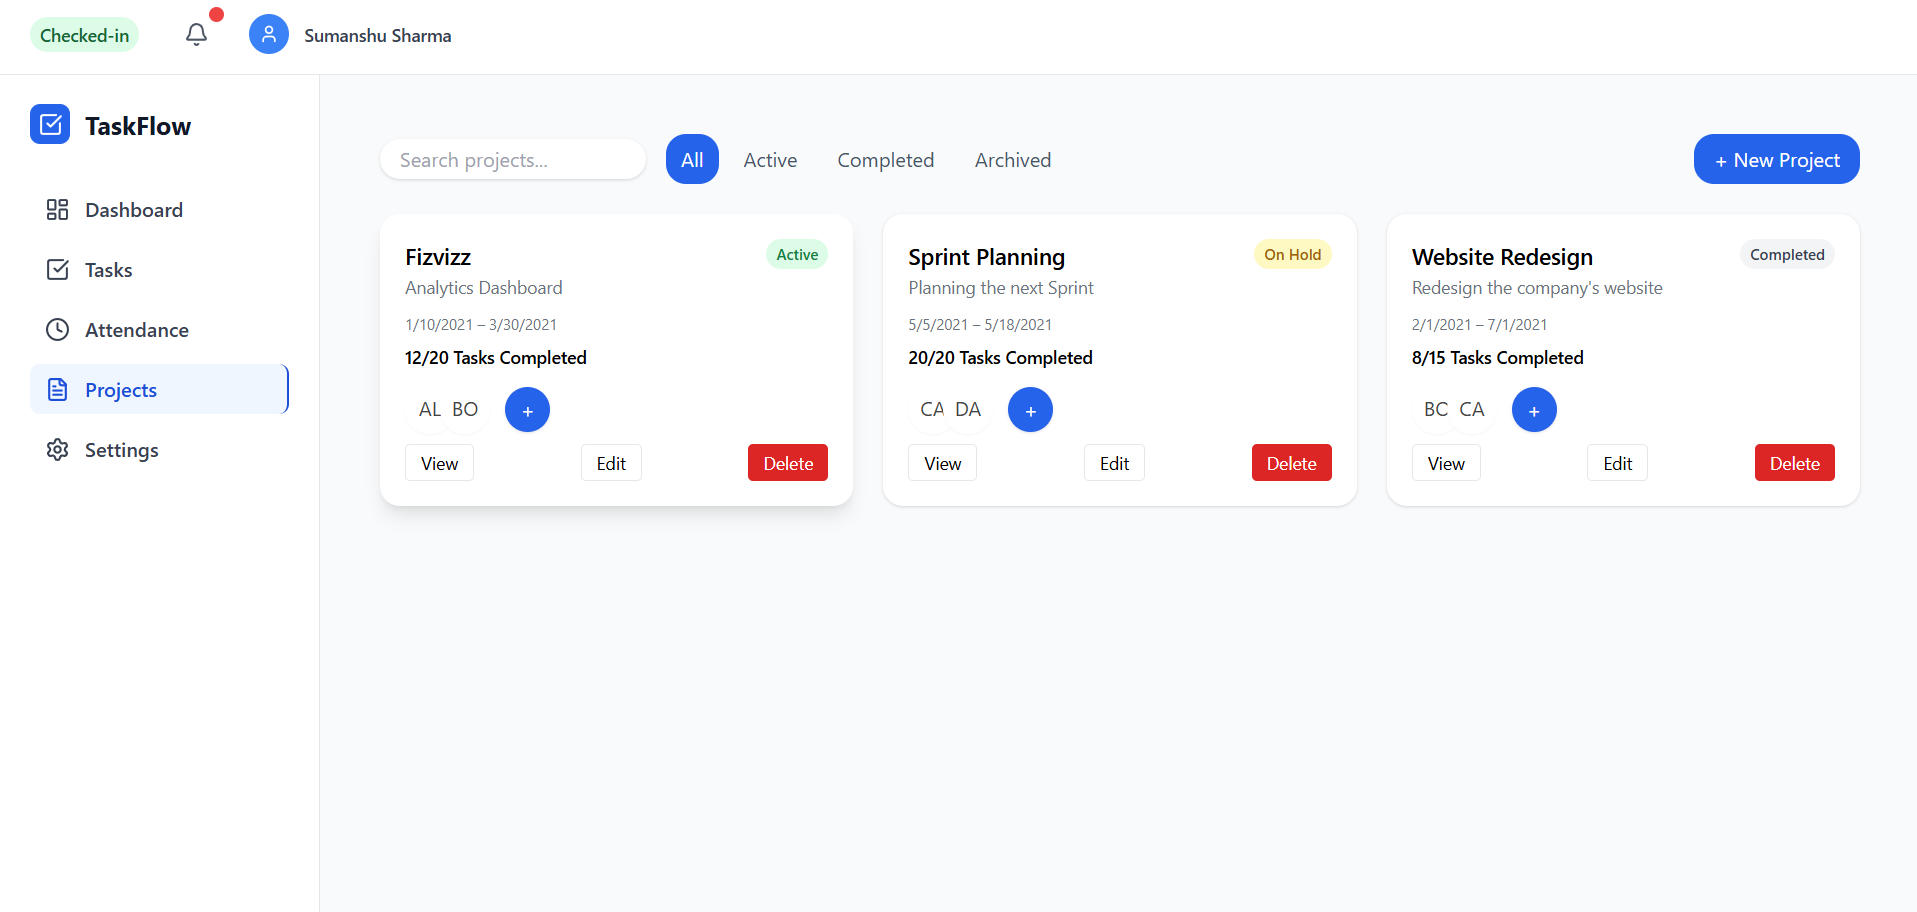 Checked-in
Sumanshu Sharma
TaskFlow
Dashboard
Tasks
Attendance
Projects
Settings
Search projects...
All
Active
Completed
Archived
+ New Project
Fizvizz
Active
Analytics Dashboard
1/10/2021 – 3/30/2021
12/20 Tasks Completed
AL BO +
View Edit Delete
Sprint Planning
On Hold
Planning the next Sprint
5/5/2021 – 5/18/2021
20/20 Tasks Completed
CA DA +
View Edit Delete
Website Redesign
Completed
Redesign the company's website
2/1/2021 – 7/1/2021
8/15 Tasks Completed
BC CA +
View Edit Delete